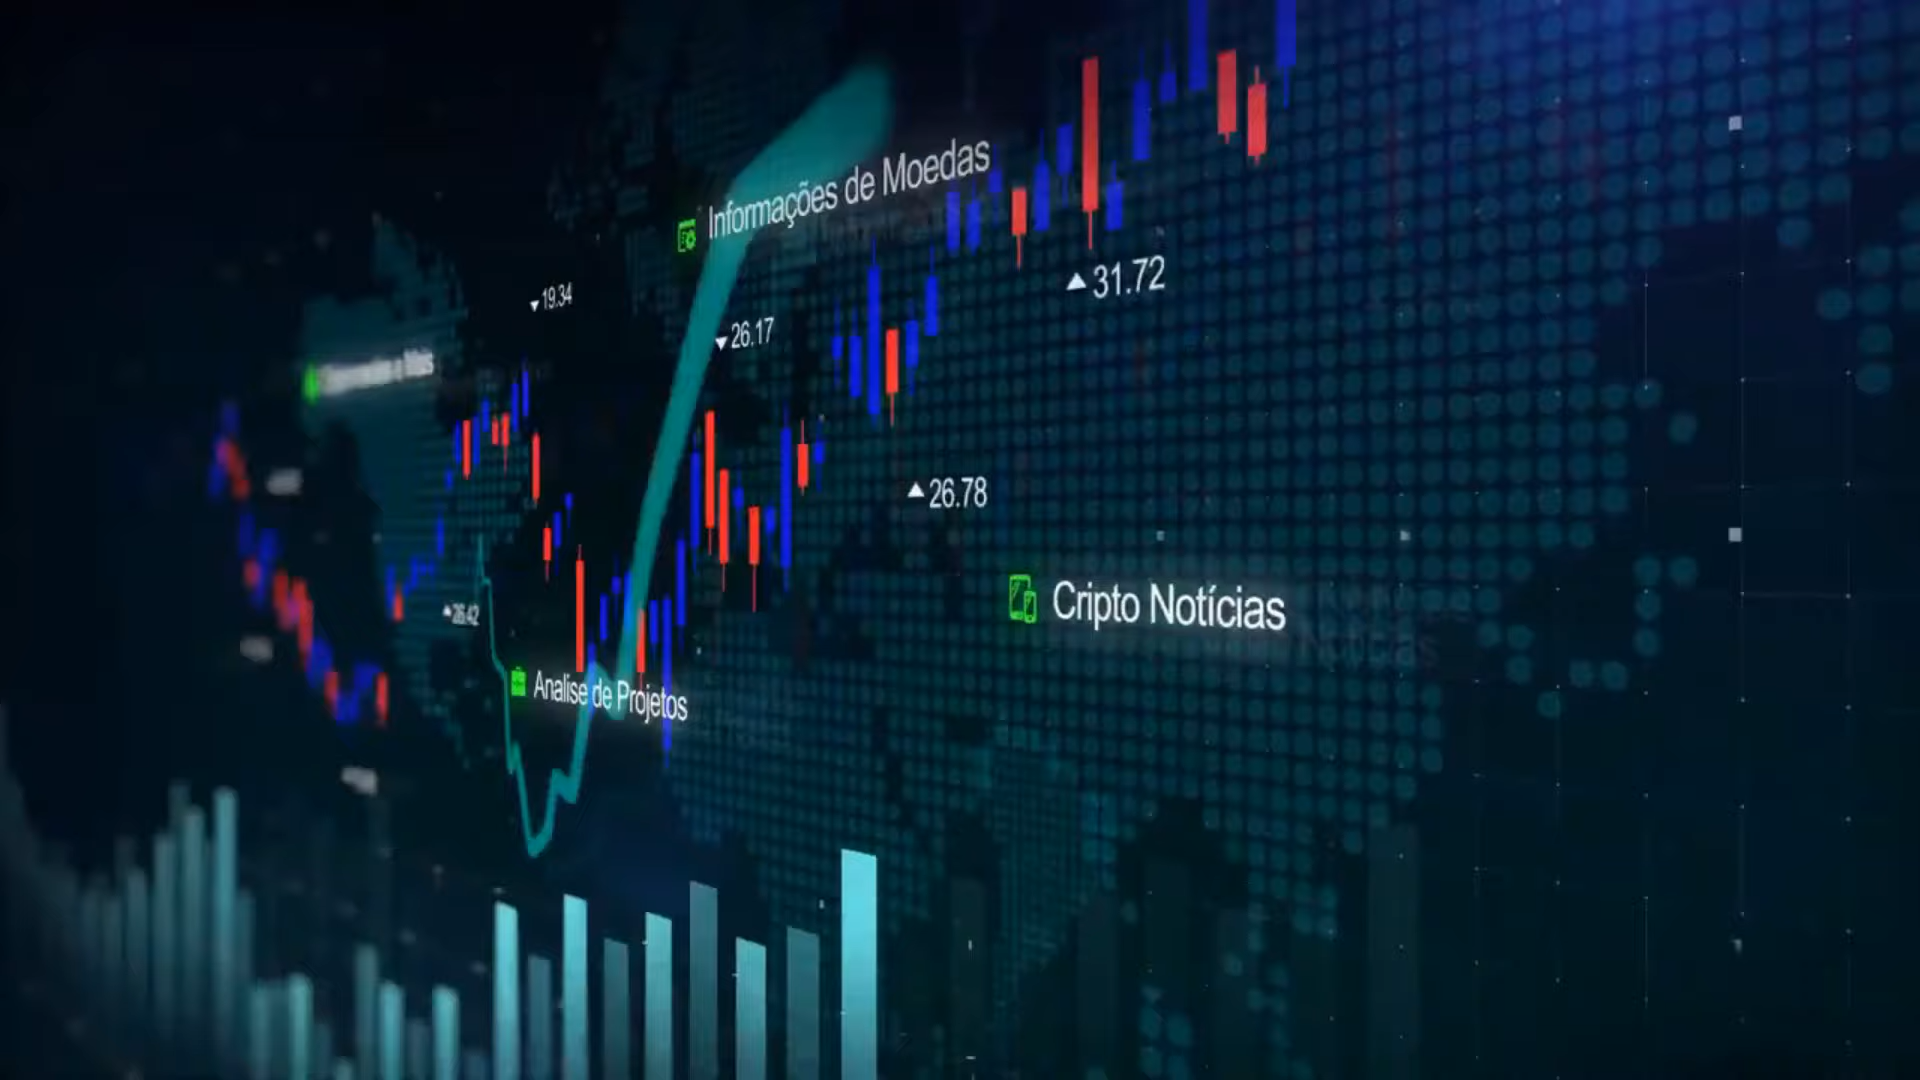 Informações de Moedas
▲31.72
▼19.34
▼26.17
▲26.78
Cripto Notícias
▲26.42
Analise de Projetos